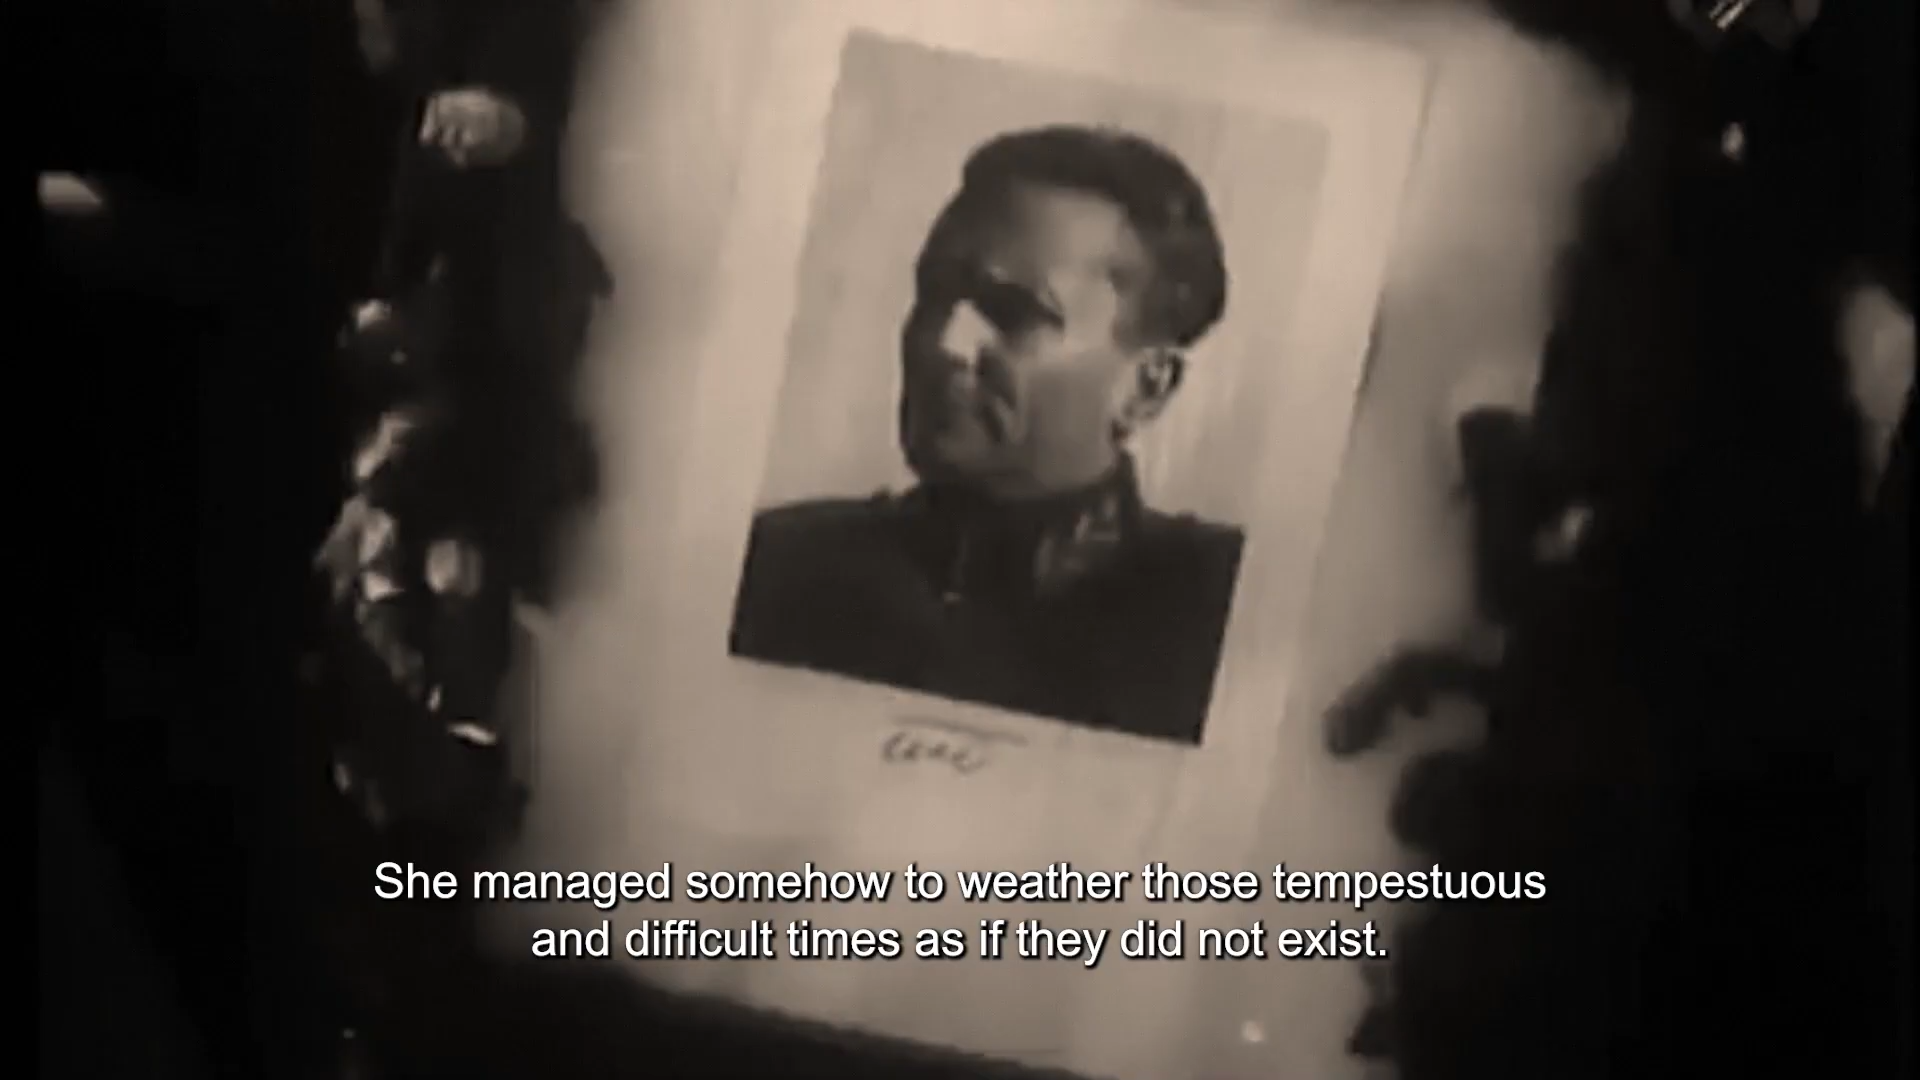 She managed somehow to weather those tempestuous
and difficult times as if they did not exist.